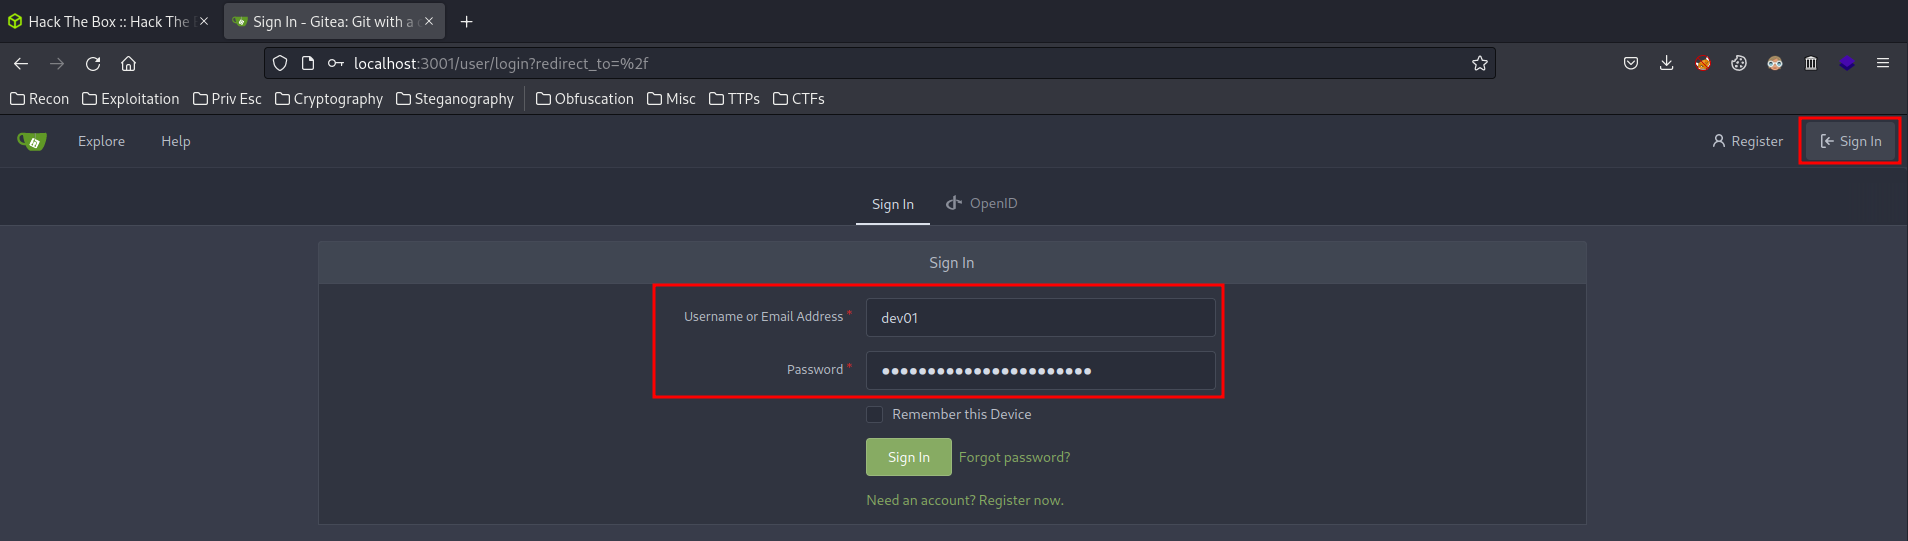 Hack The Box :: Hack The
Sign In - Gitea: Git with a
localhost:3001/user/login?redirect_to=%2f
Recon Exploitation Priv Esc Cryptography Steganography Obfuscation Misc TTPs CTFs
Explore Help Register Sign In
Sign In OpenID
Sign In
Username or Email Address * dev01
Password * ●●●●●●●●●●●●●●●●●●●●●●●
Remember this Device
Sign In Forgot password?
Need an account? Register now.